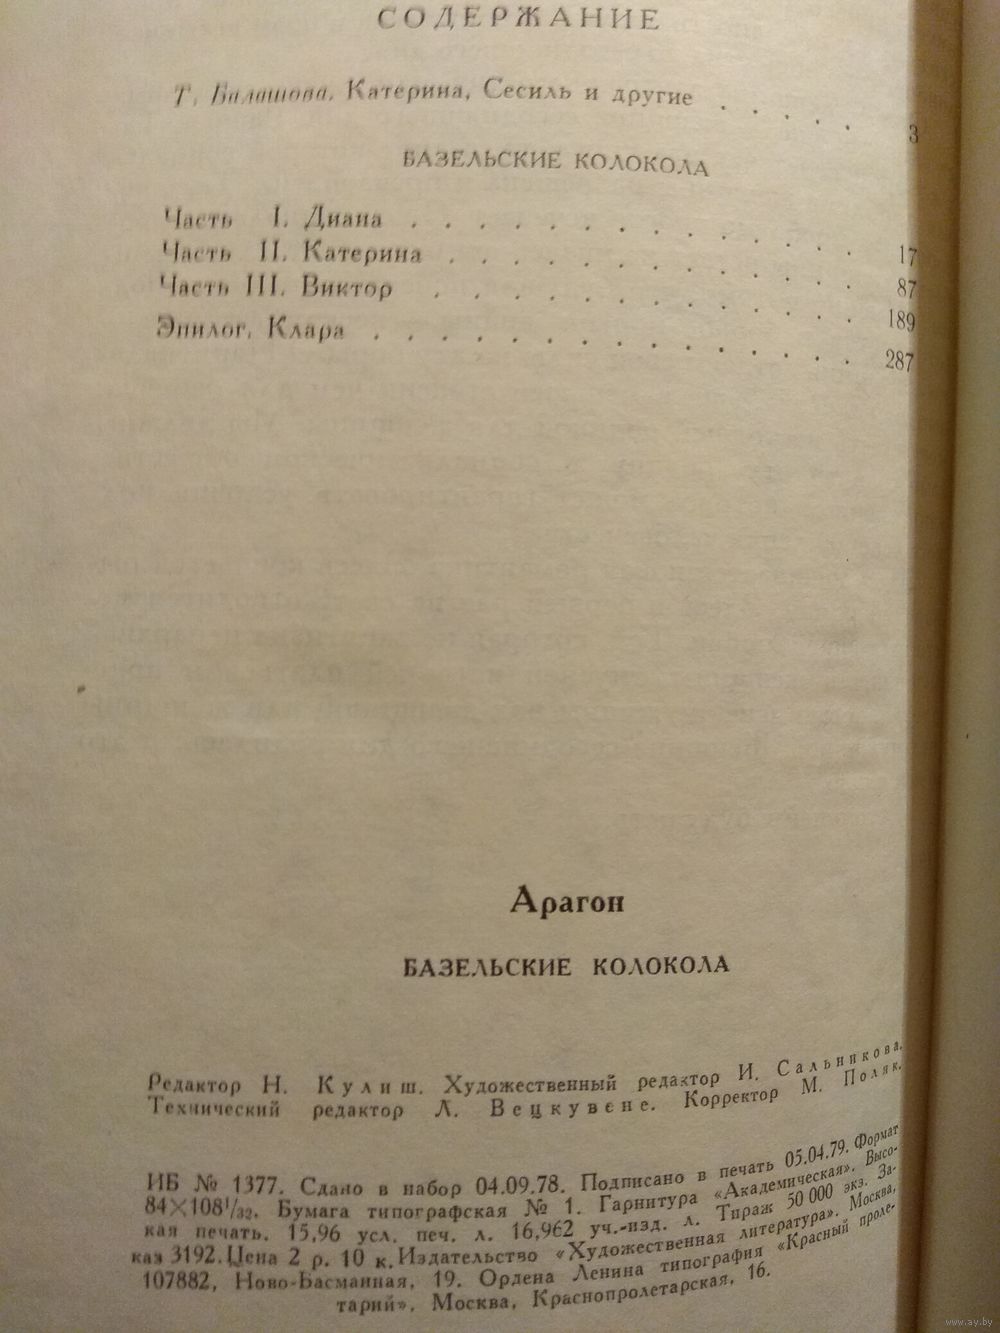 СОДЕРЖАНИЕ
Т. Балашова. Катерина, Сесиль и другие . . . . . 3
БАЗЕЛЬСКИЕ КОЛОКОЛА
Часть I. Диана . . . . . . . . . . . . . . 17
Часть II. Катерина . . . . . . . . . . . . . 87
Часть III. Виктор . . . . . . . . . . . . . 189
Эпилог. Клара . . . . . . . . . . . . . . . 287
Арагон
БАЗЕЛЬСКИЕ КОЛОКОЛА
Редактор Н. Кулиш. Художественный редактор И. Сальникова.
Технический редактор Л. Вецкувене. Корректор М. Поляк.
ИБ № 1377. Сдано в набор 04.09.78. Подписано в печать 05.04.79. Формат
84×108 1/32. Бумага типографская № 1. Гарнитура «Академическая». Высо-
кая печать. 15,96 усл. печ. л. 16,962 уч.-изд. л. Тираж 50 000 экз. За-
каз 3192. Цена 2 р. 10 к. Издательство «Художественная литература». Москва,
107882, Ново-Басманная, 19. Ордена Ленина типография «Красный проле-
тарий», Москва, Краснопролетарская, 16.
www.ay.by